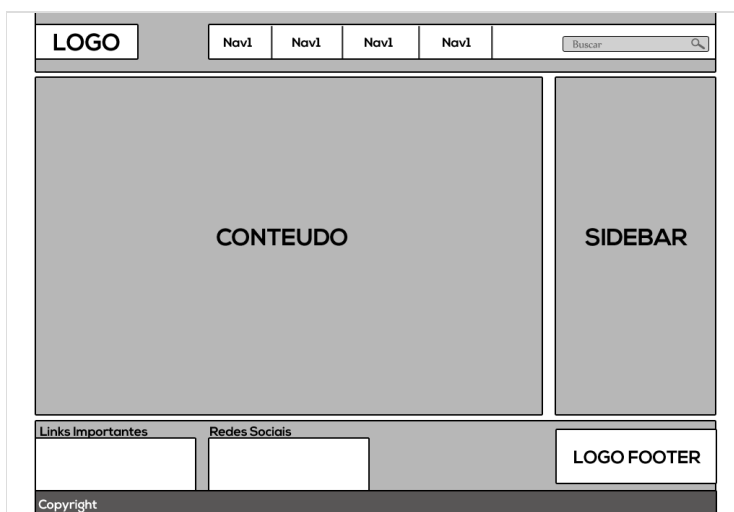 LOGO
Nav1 Nav1 Nav1 Nav1
Buscar
CONTEUDO
SIDEBAR
Links Importantes
Redes Sociais
LOGO FOOTER
Copyright